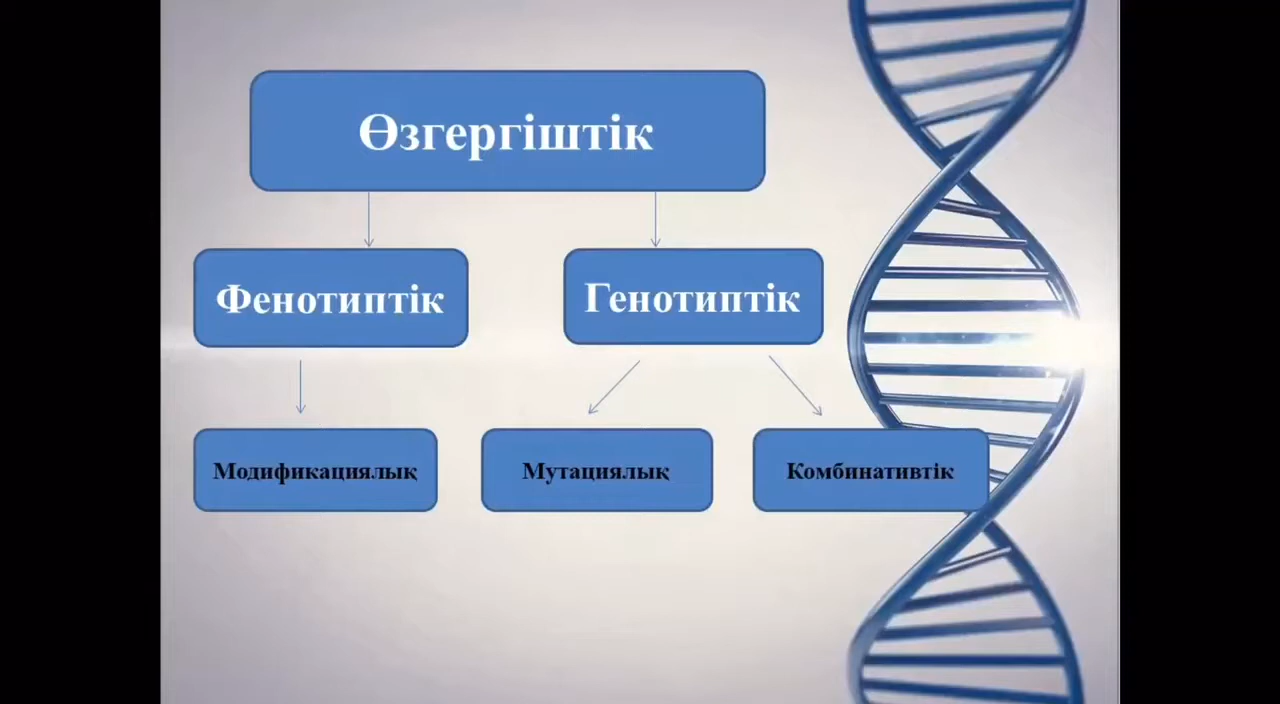 Өзгергіштік
Фенотиптік
Генотиптік
Модификациялық
Мутациялық
Комбинативтік